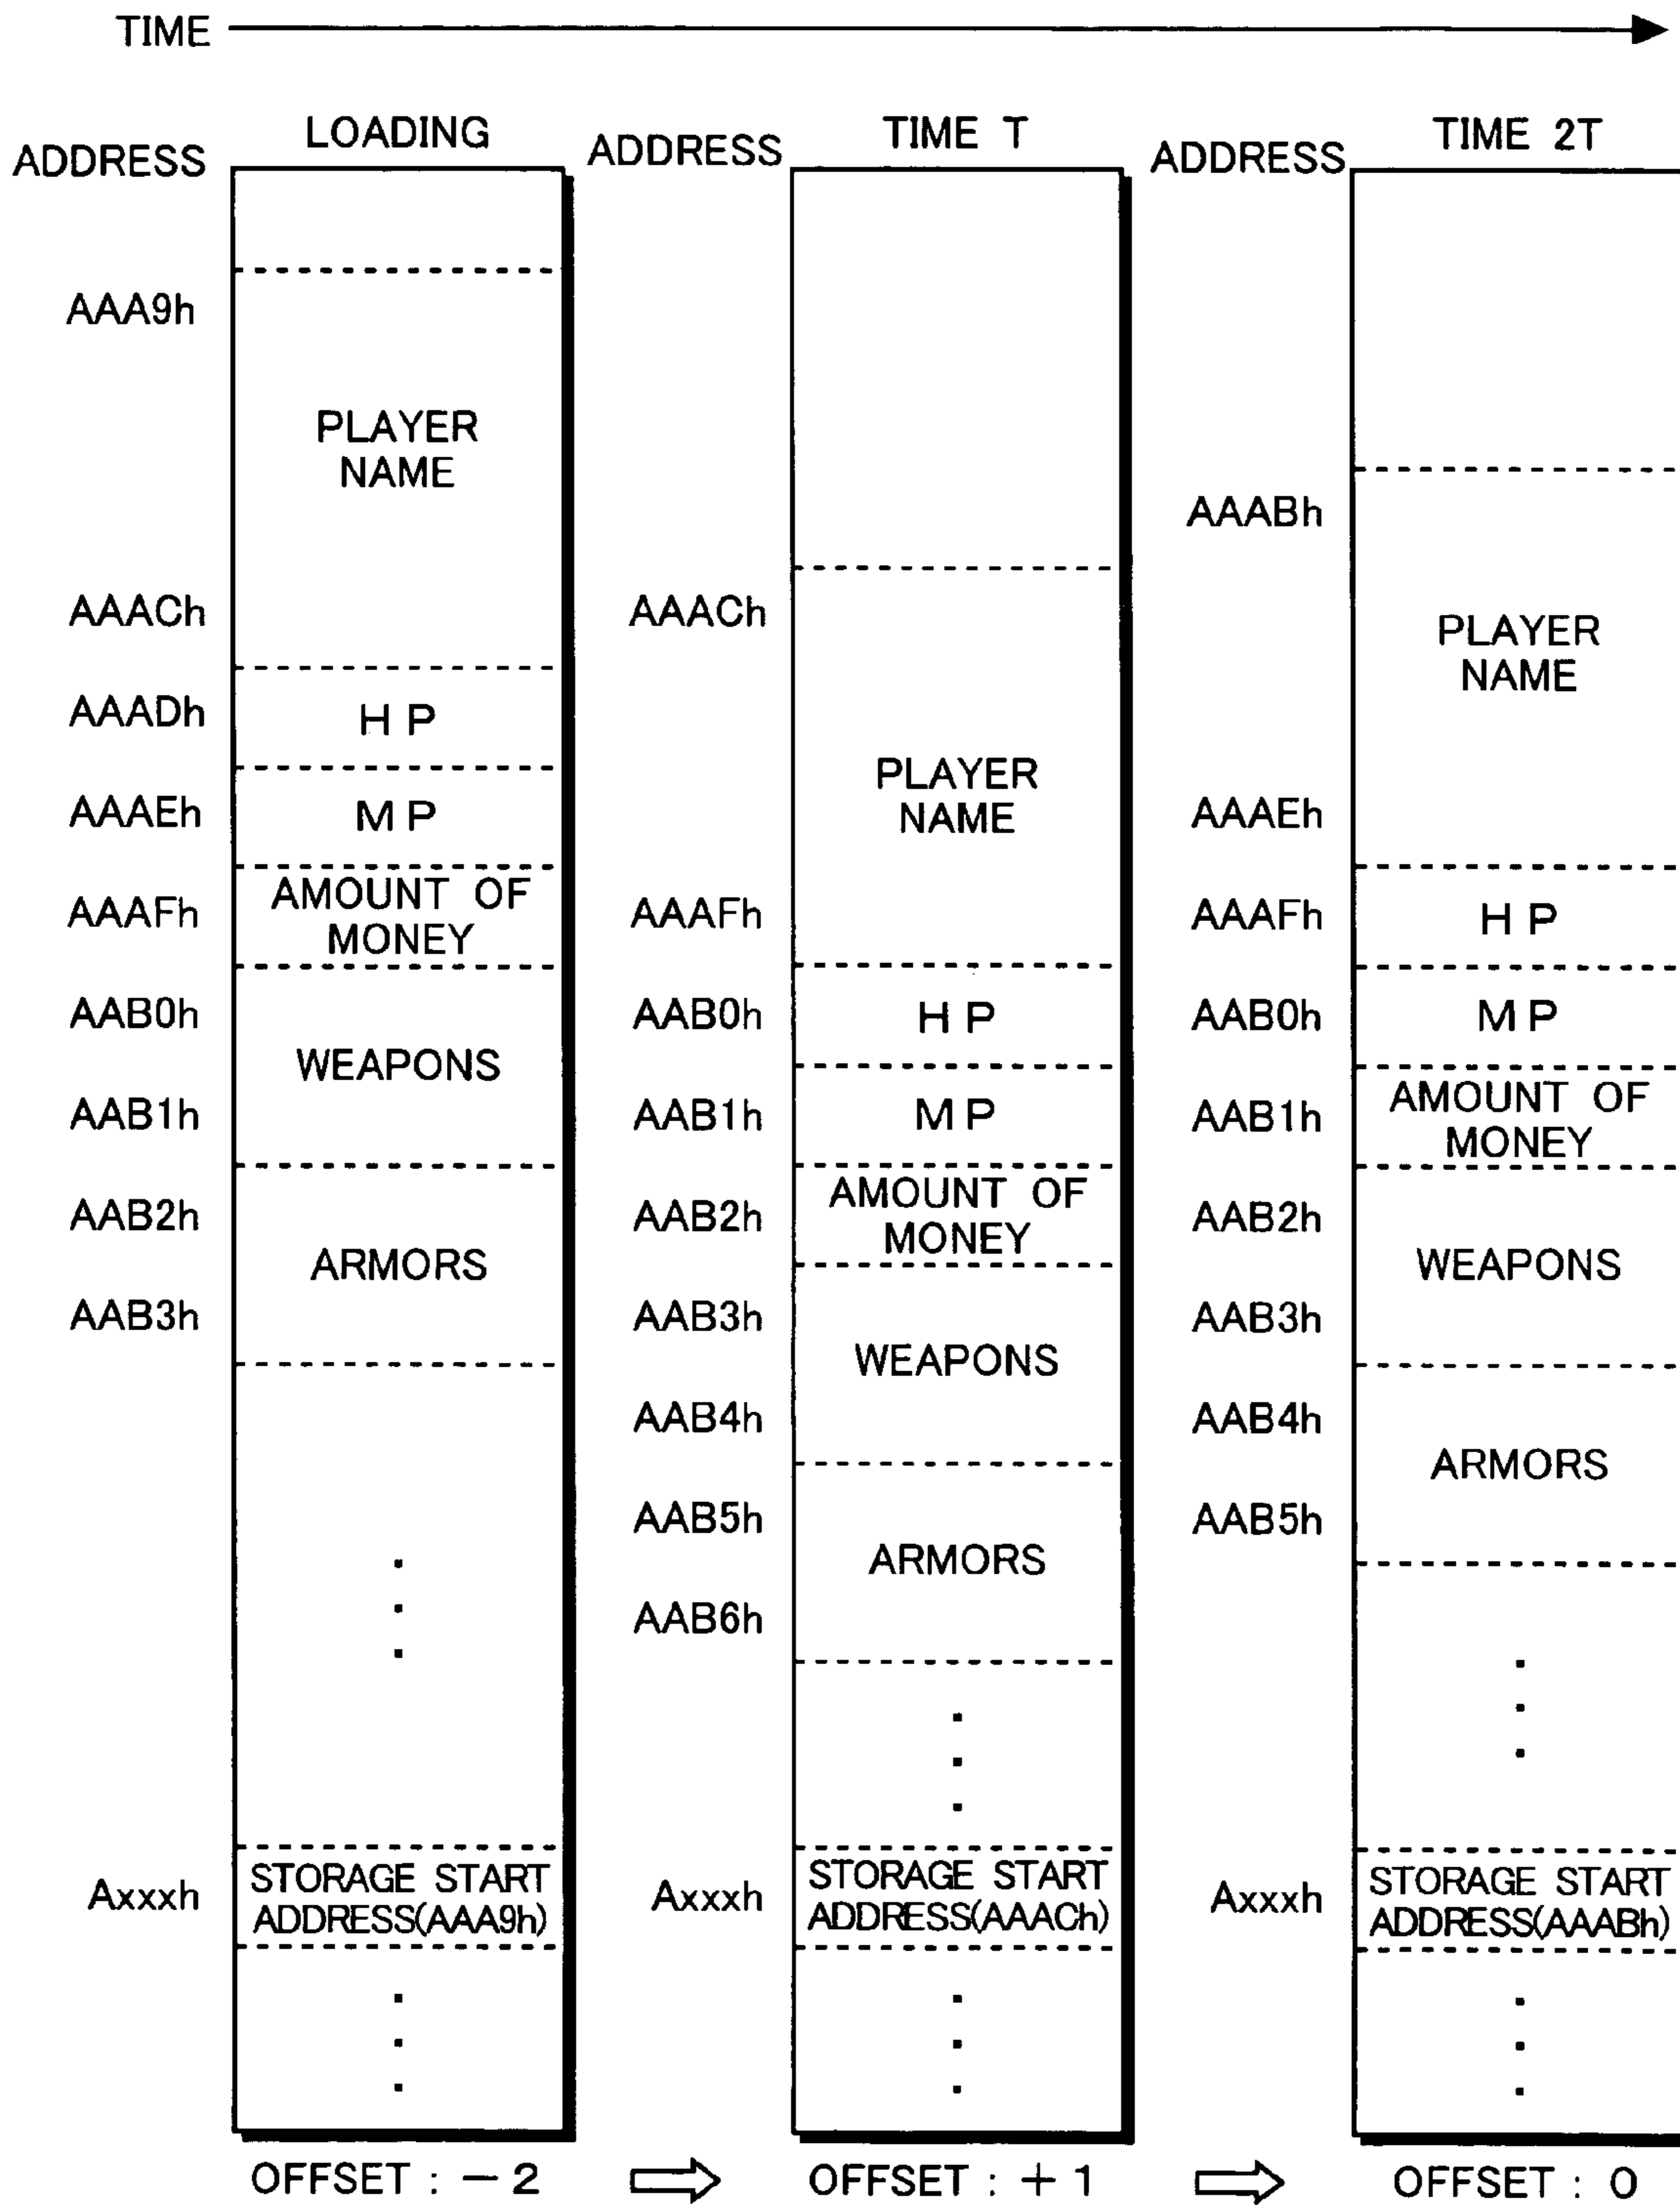 TIME
ADDRESS
LOADING
AAA9h
PLAYER
NAME
AAACh
AAADh
H P
AAAEh
M P
AAAFh
AMOUNT OF
MONEY
AAB0h
WEAPONS
AAB1h
AAB2h
ARMORS
AAB3h
.
.
.
Axxxh
STORAGE START
ADDRESS(AAA9h)
.
.
.
OFFSET : −2
⇨
ADDRESS
TIME T
AAACh
PLAYER
NAME
AAAFh
AAB0h
H P
AAB1h
M P
AAB2h
AMOUNT OF
MONEY
AAB3h
WEAPONS
AAB4h
AAB5h
ARMORS
AAB6h
.
.
.
Axxxh
STORAGE START
ADDRESS(AAACh)
.
.
.
OFFSET : +1
⇨
ADDRESS
TIME 2T
AAABh
PLAYER
NAME
AAAEh
AAAFh
H P
AAB0h
M P
AAB1h
AMOUNT OF
MONEY
AAB2h
WEAPONS
AAB3h
AAB4h
ARMORS
AAB5h
.
.
.
Axxxh
STORAGE START
ADDRESS(AAABh)
.
.
.
OFFSET : 0